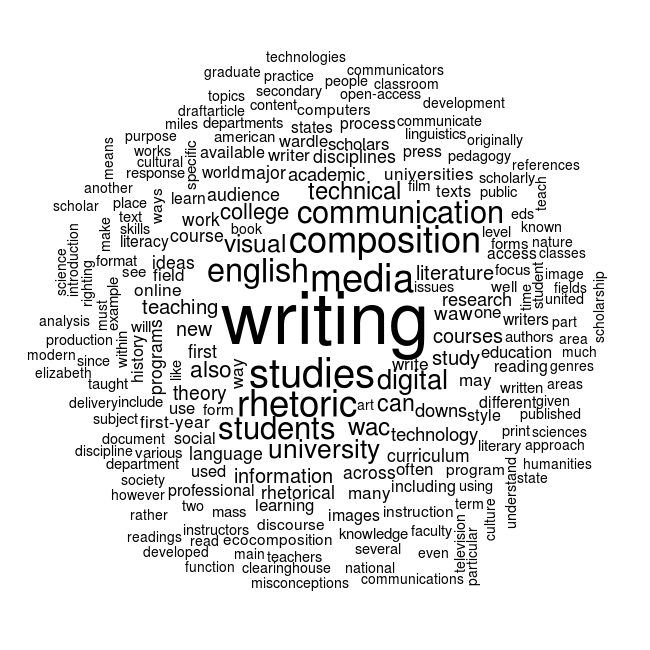 technologies
graduate practice communicators
people classroom
secondary open-access
topics content computers development
draft article
miles departments states process communicate
purpose american wardle scholars linguistics originally
means works available writer disciplines press pedagogy
cultural specific references
response world major academic universities scholarly
another learn audience technical film texts public teach
scholar place ways college communication eds
text work
make skills book level known
literacy course visual composition forms nature
science introduction format ideas access classes
see field english media literature focus image
righting example online issues well student fields
must teaching research time united scholarship
analysis will new writing waw one writers part
production within history programs courses authors area
modern since first study education much
elizabeth like also way studies write reading genres
taught digital may written areas
delivery include theory rhetoric art can different given
use form downs style published
subject first-year students wac print sciences
document social technology
discipline various language university curriculum literary approach
department used information across often program humanities
society understand state
however professional rhetorical many including using
two mass learning term
rather images instruction culture
instructors discourse knowledge faculty television
readings read ecocomposition
developed main teachers several even particular
function clearinghouse national
misconceptions communications